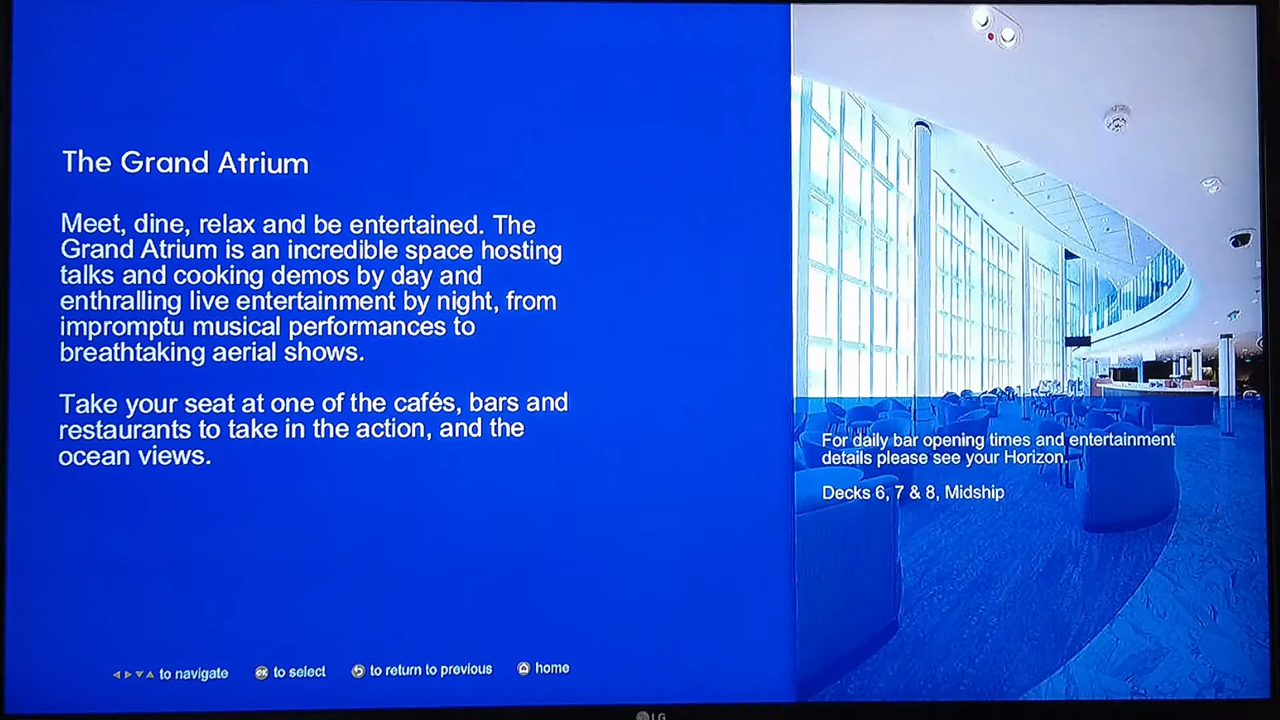 The Grand Atrium
Meet, dine, relax and be entertained. The
Grand Atrium is an incredible space hosting
talks and cooking demos by day and
enthralling live entertainment by night, from
impromptu musical performances to
breathtaking aerial shows.
Take your seat at one of the cafés, bars and
restaurants to take in the action, and the
ocean views.
For daily bar opening times and entertainment
details please see your Horizon.
Decks 6, 7 & 8, Midship
to navigate OK to select to return to previous home
LG